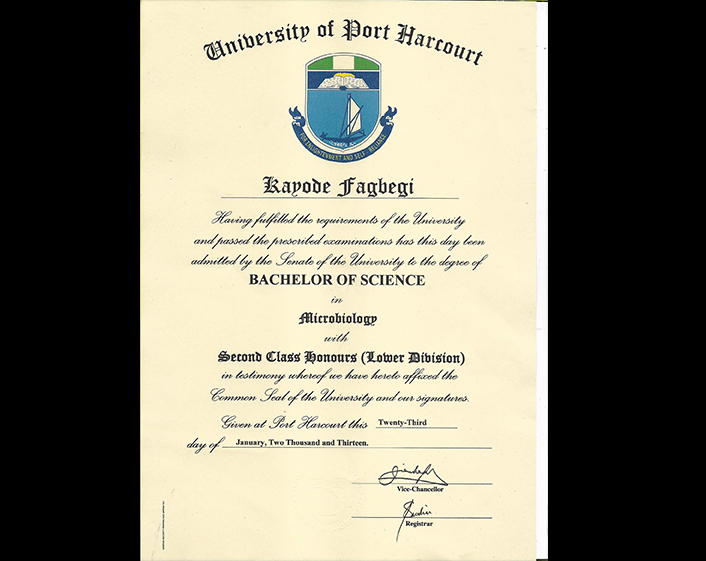 University of Port Harcourt
FOR ENLIGHTENMENT AND SELF-RELIANCE
Kayode Fagbegi
Having fulfilled the requirements of the University
and passed the prescribed examinations has this day been
admitted by the Senate of the University to the degree of
BACHELOR OF SCIENCE
in
Microbiology
with
Second Class Honours (Lower Division)
in testimony whereof we have hereto affixed the
Common Seal of the University and our signatures.
Given at Port Harcourt this Twenty-Third
day of January, Two Thousand and Thirteen.
Vice-Chancellor
Registrar